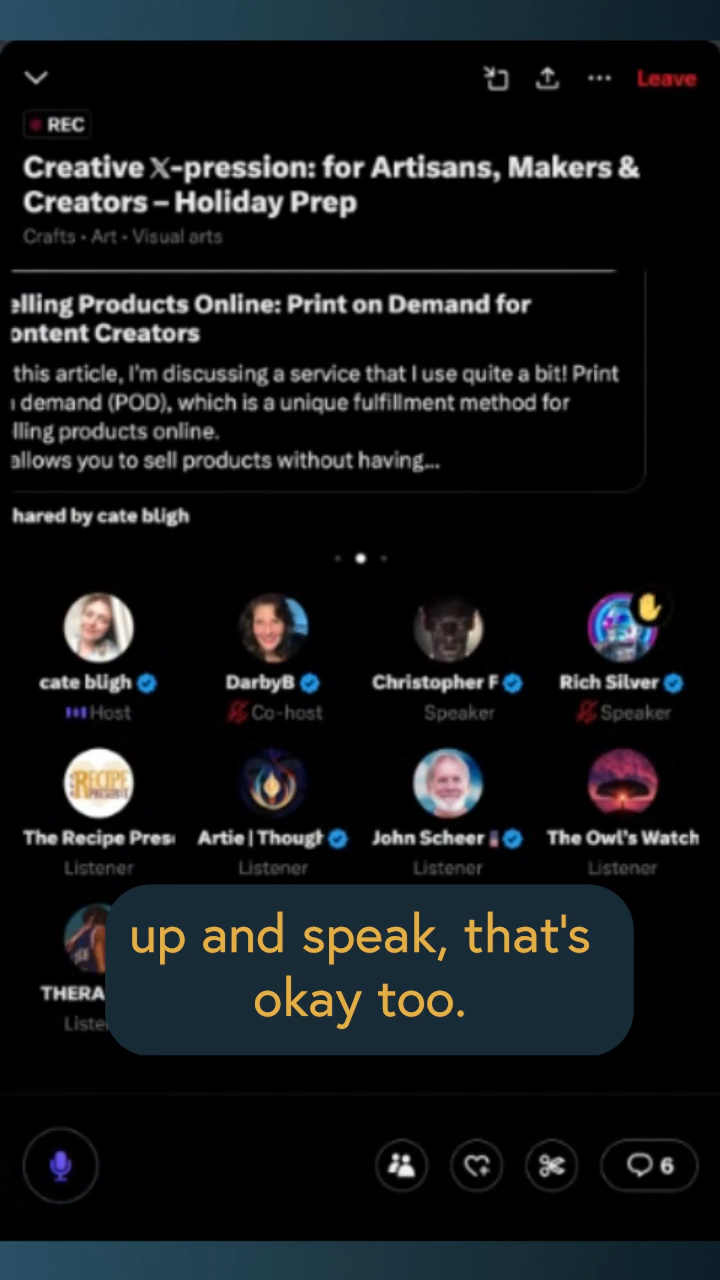 Leave
REC
Creative 𝕏-pression: for Artisans, Makers &
Creators – Holiday Prep
Crafts • Art • Visual arts
elling Products Online: Print on Demand for
ontent Creators
this article, I'm discussing a service that I use quite a bit! Print
demand (POD), which is a unique fulfillment method for
lling products online.
allows you to sell products without having...
hared by cate bligh
cate bligh DarbyB Christopher F Rich Silver
Host Co-host Speaker Speaker
RECIPE
The Recipe Pres Artie | Though John Scheer The Owl's Watch
Listener Listener Listener Listener
up and speak, that's
okay too.
THERA
Liste
6